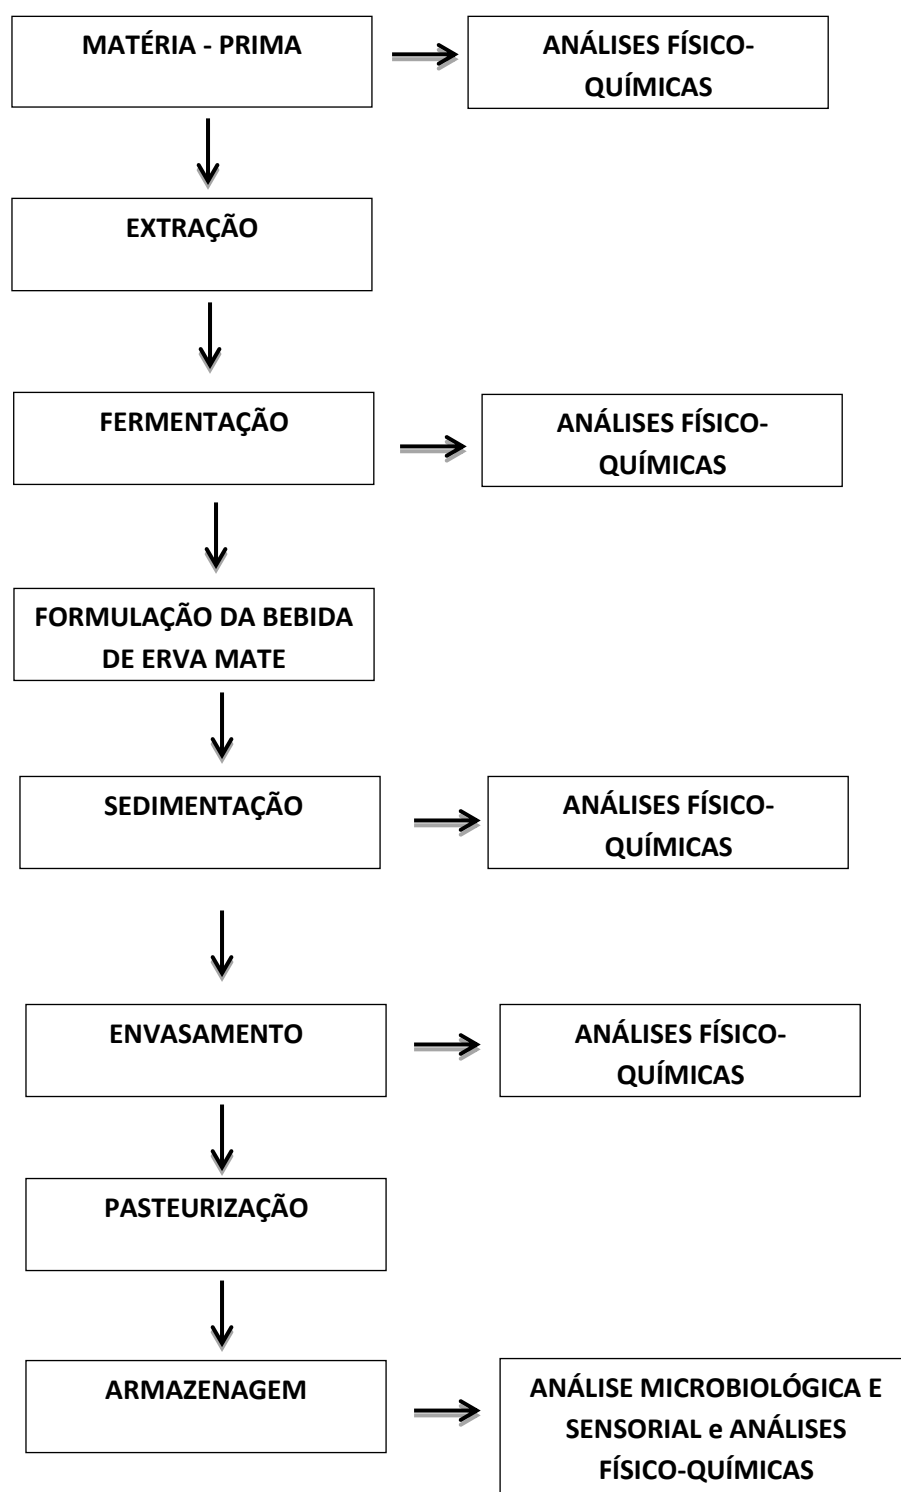 MATÉRIA - PRIMA
ANÁLISES FÍSICO-
QUÍMICAS
EXTRAÇÃO
FERMENTAÇÃO
ANÁLISES FÍSICO-
QUÍMICAS
FORMULAÇÃO DA BEBIDA
DE ERVA MATE
SEDIMENTAÇÃO
ANÁLISES FÍSICO-
QUÍMICAS
ENVASAMENTO
ANÁLISES FÍSICO-
QUÍMICAS
PASTEURIZAÇÃO
ARMAZENAGEM
ANÁLISE MICROBIOLÓGICA E
SENSORIAL e ANÁLISES
FÍSICO-QUÍMICAS